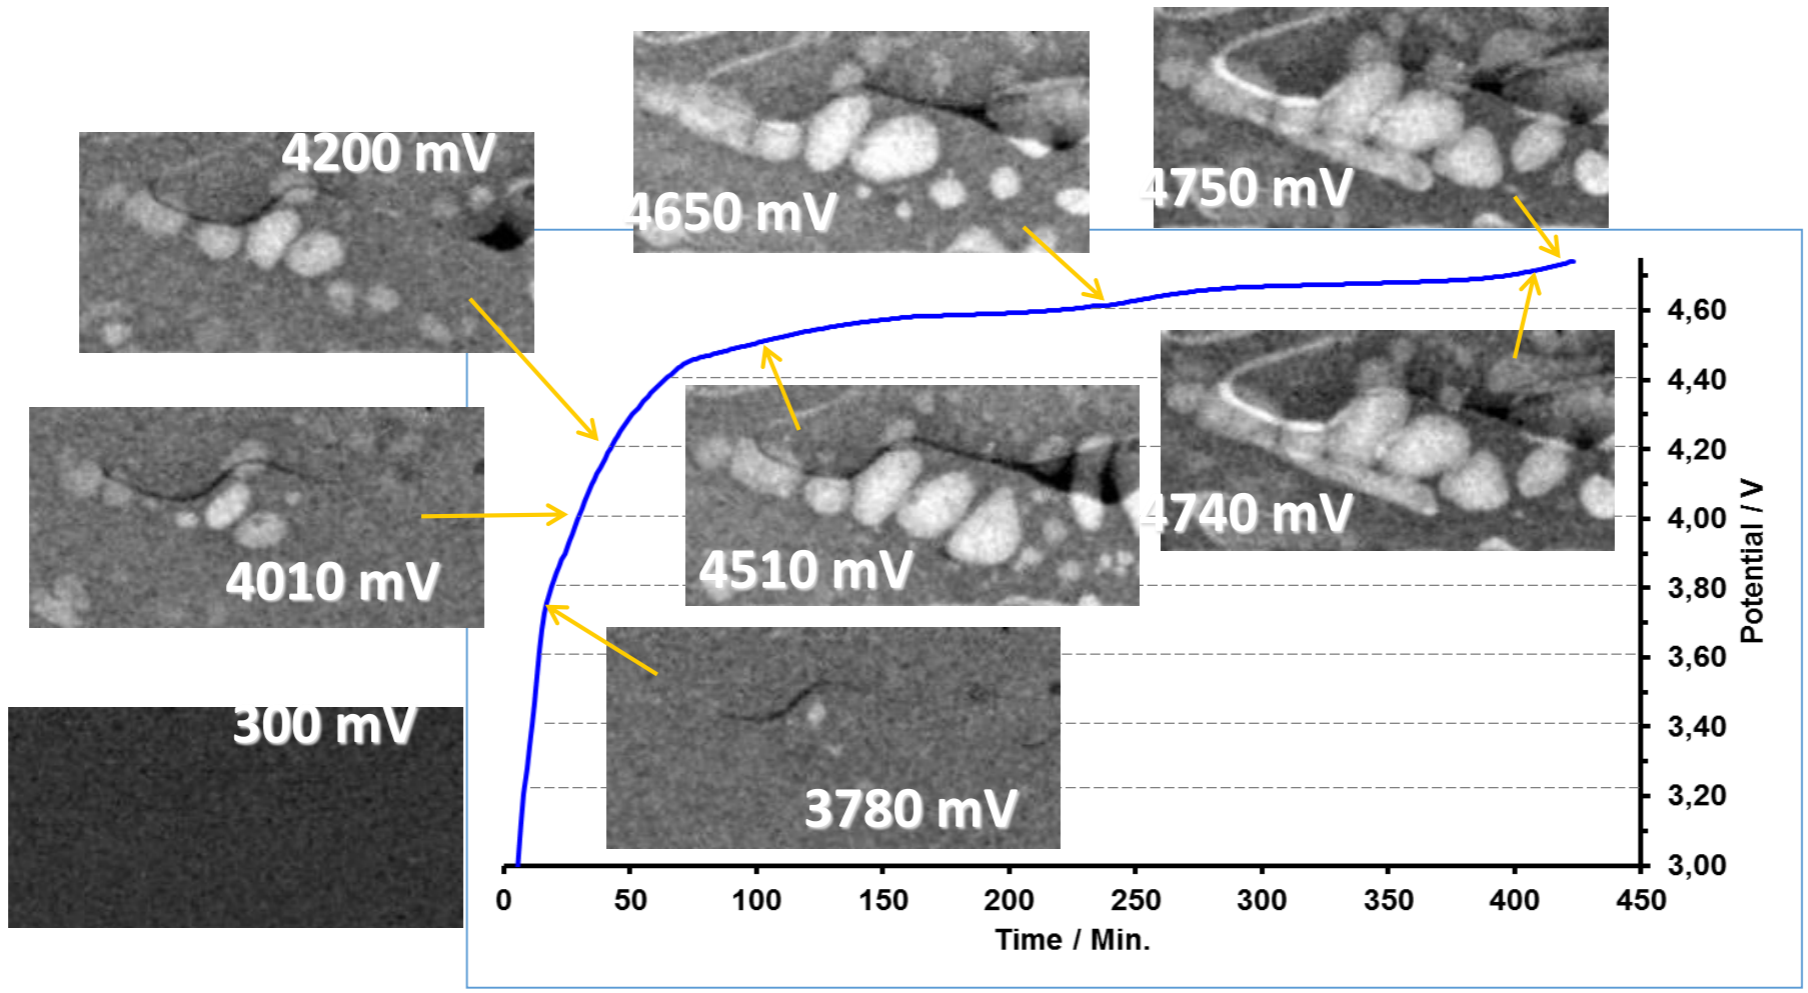 4650 mV
4750 mV
4200 mV
4010 mV
4510 mV
4740 mV
300 mV
3780 mV
4,60
4,40
4,20
4,00
3,80
3,60
3,40
3,20
3,00
Potential / V
0 50 100 150 200 250 300 350 400 450
Time / Min.